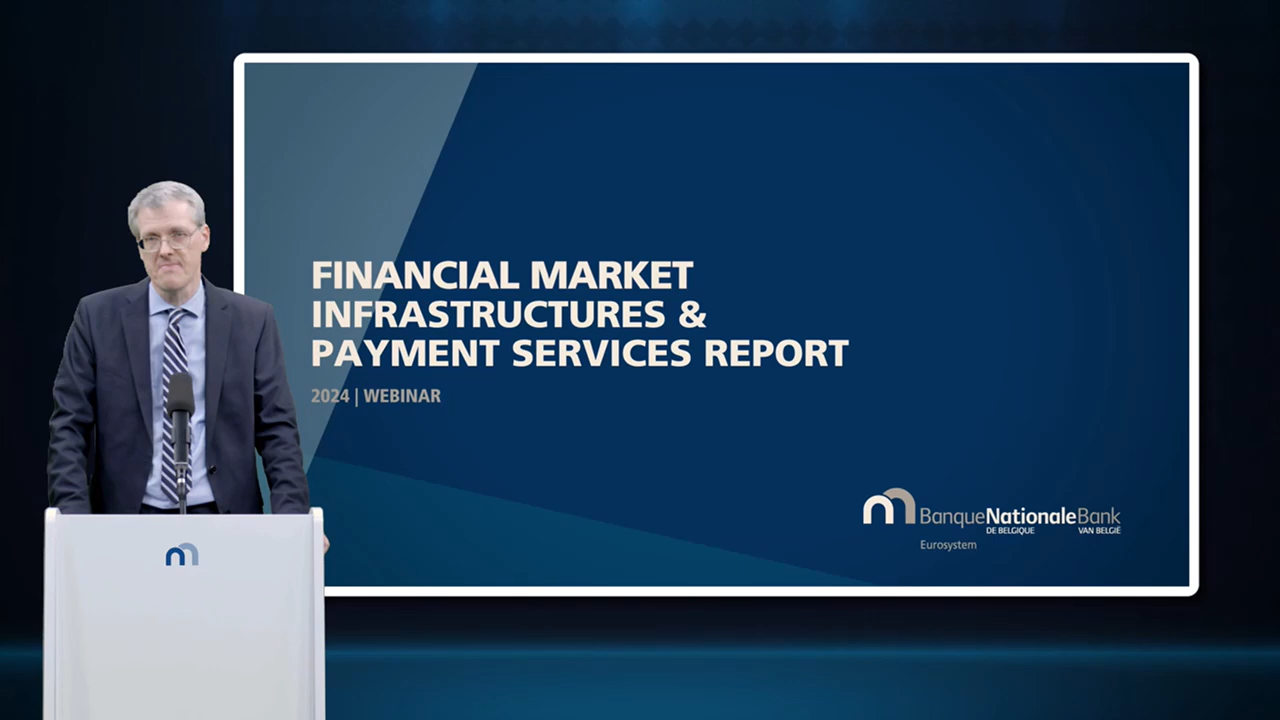 FINANCIAL MARKET
INFRASTRUCTURES &
PAYMENT SERVICES REPORT
2024 | WEBINAR
BanqueNationaleBank
DE BELGIQUE VAN BELGIË
Eurosystem